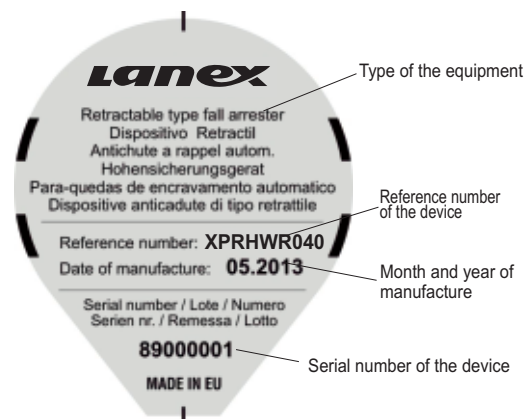 Lanex
Type of the equipment
Retractable type fall arrester
Dispositivo Retractil
Antichute a rappel autom.
Hohensicherungsgerat
Para-quedas de encravamento automatico
Dispositive anticadute di tipo retrattile
Reference number
of the device
Reference number: XPRHWR040
Date of manufacture: 05.2013
Month and year of
manufacture
Serial number / Lote / Numero
Serien nr. / Remessa / Lotto
89000001
Serial number of the device
MADE IN EU